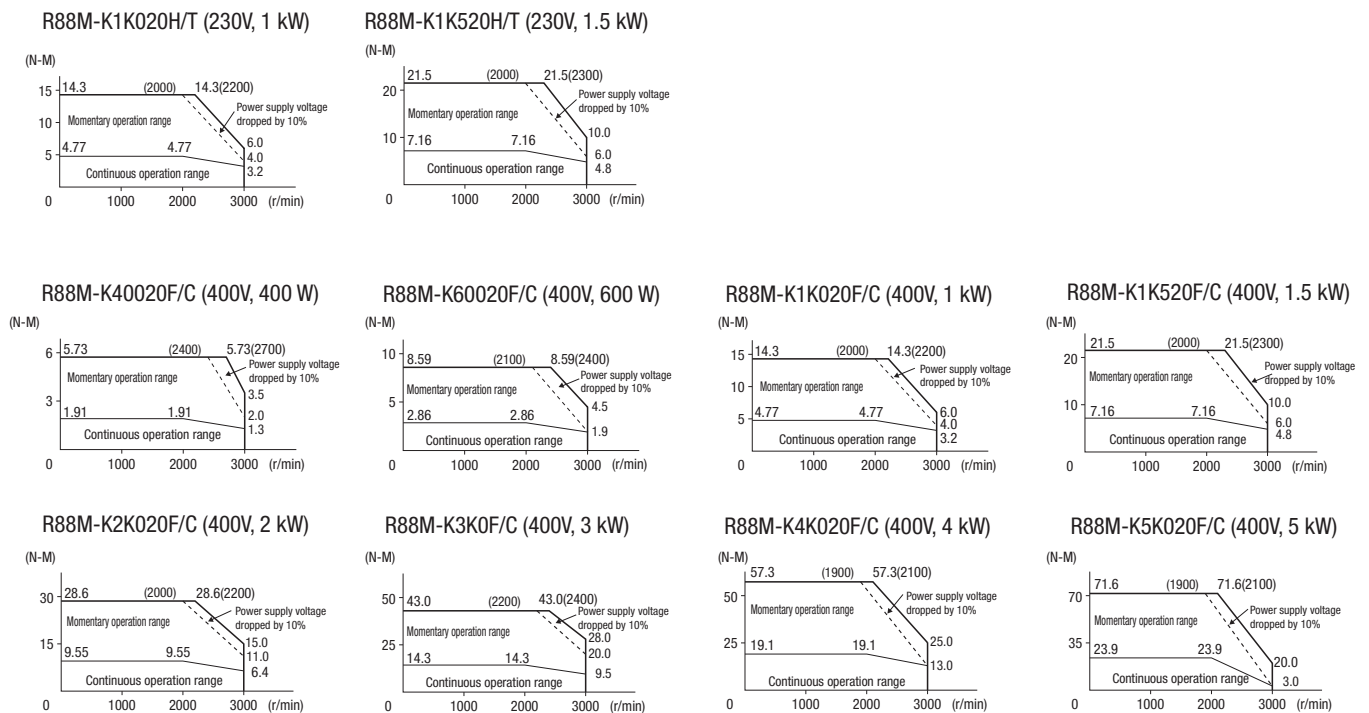 R88M-K1K020H/T (230V, 1 kW)
(N-M)
15
10
5
0
14.3
(2000)
14.3(2200)
Power supply voltage
dropped by 10%
Momentary operation range
6.0
4.0
3.2
4.77
4.77
Continuous operation range
1000
2000
3000
(r/min)
R88M-K1K520H/T (230V, 1.5 kW)
(N-M)
20
10
0
21.5
(2000)
21.5(2300)
Power supply voltage
dropped by 10%
Momentary operation range
10.0
6.0
4.8
7.16
7.16
Continuous operation range
1000
2000
3000
(r/min)
R88M-K40020F/C (400V, 400 W)
(N-M)
6
3
0
5.73
(2400)
5.73(2700)
Power supply voltage
dropped by 10%
Momentary operation range
3.5
2.0
1.3
1.91
1.91
Continuous operation range
1000
2000
3000
(r/min)
R88M-K60020F/C (400V, 600 W)
(N-M)
10
5
0
8.59
(2100)
8.59(2400)
Power supply voltage
dropped by 10%
Momentary operation range
4.5
1.9
2.86
2.86
Continuous operation range
1000
2000
3000
(r/min)
R88M-K1K020F/C (400V, 1 kW)
(N-M)
15
10
5
0
14.3
(2000)
14.3(2200)
Power supply voltage
dropped by 10%
Momentary operation range
6.0
4.0
3.2
4.77
4.77
Continuous operation range
1000
2000
3000
(r/min)
R88M-K1K520F/C (400V, 1.5 kW)
(N-M)
20
10
0
21.5
(2000)
21.5(2300)
Power supply voltage
dropped by 10%
Momentary operation range
10.0
6.0
4.8
7.16
7.16
Continuous operation range
1000
2000
3000
(r/min)
R88M-K2K020F/C (400V, 2 kW)
(N-M)
30
15
0
28.6
(2000)
28.6(2200)
Power supply voltage
dropped by 10%
Momentary operation range
15.0
11.0
6.4
9.55
9.55
Continuous operation range
1000
2000
3000
(r/min)
R88M-K3K0F/C (400V, 3 kW)
(N-M)
50
25
0
43.0
(2200)
43.0(2400)
Power supply voltage
dropped by 10%
Momentary operation range
28.0
20.0
9.5
14.3
14.3
Continuous operation range
1000
2000
3000
(r/min)
R88M-K4K020F/C (400V, 4 kW)
(N-M)
50
25
0
57.3
(1900)
57.3(2100)
Power supply voltage
dropped by 10%
Momentary operation range
25.0
13.0
19.1
19.1
Continuous operation range
1000
2000
3000
(r/min)
R88M-K5K020F/C (400V, 5 kW)
(N-M)
70
35
0
71.6
(1900)
71.6(2100)
Power supply voltage
dropped by 10%
Momentary operation range
20.0
3.0
23.9
23.9
Continuous operation range
1000
2000
3000
(r/min)